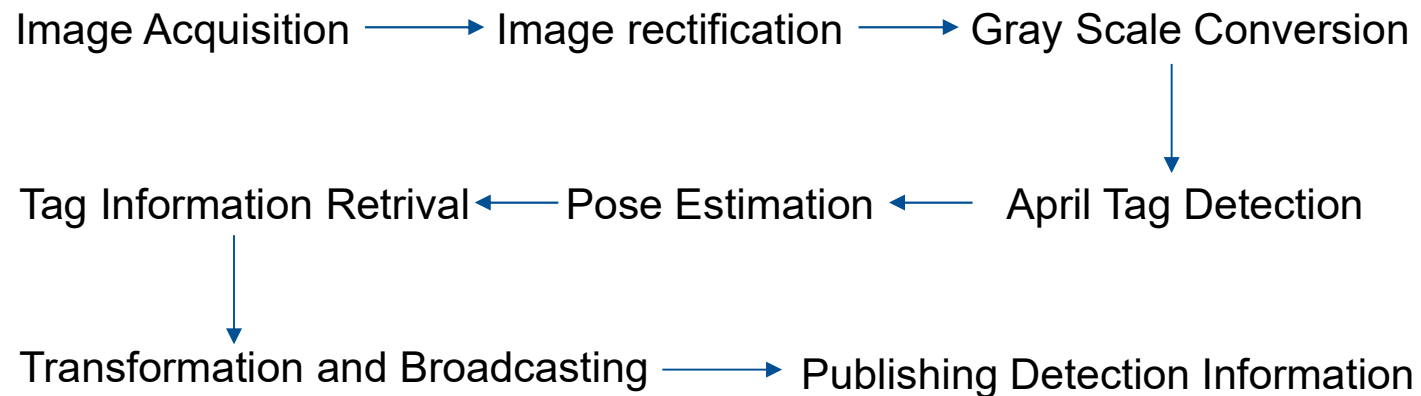 Image Acquisition
Image rectification
Gray Scale Conversion
April Tag Detection
Pose Estimation
Tag Information Retrival
Transformation and Broadcasting
Publishing Detection Information